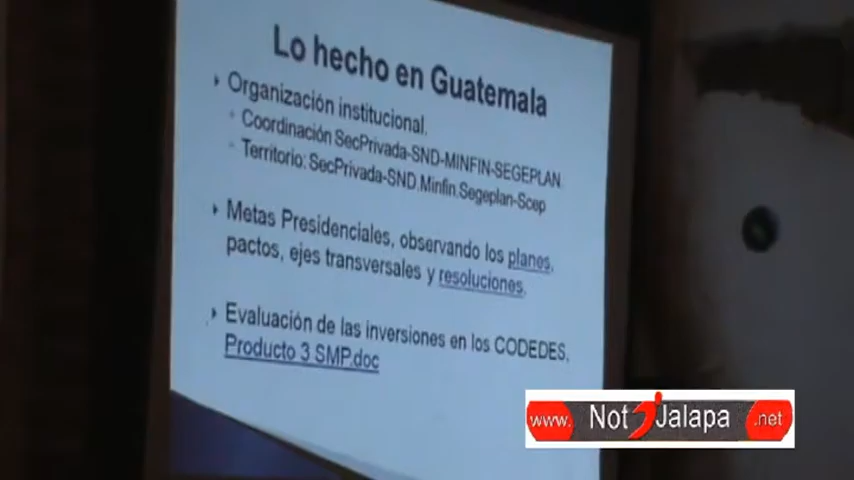 Lo hecho en Guatemala
Organización institucional.
Coordinación SecPrivada-SND-MINFIN-SEGEPLAN
Territorio: SecPrivada-SND.Minfin.Segeplan-Scep
Metas Presidenciales, observando los planes,
pactos, ejes transversales y resoluciones,
Evaluación de las inversiones en los CODEDES,
Producto 3 SMP.doc
www. NotiJalapa .net